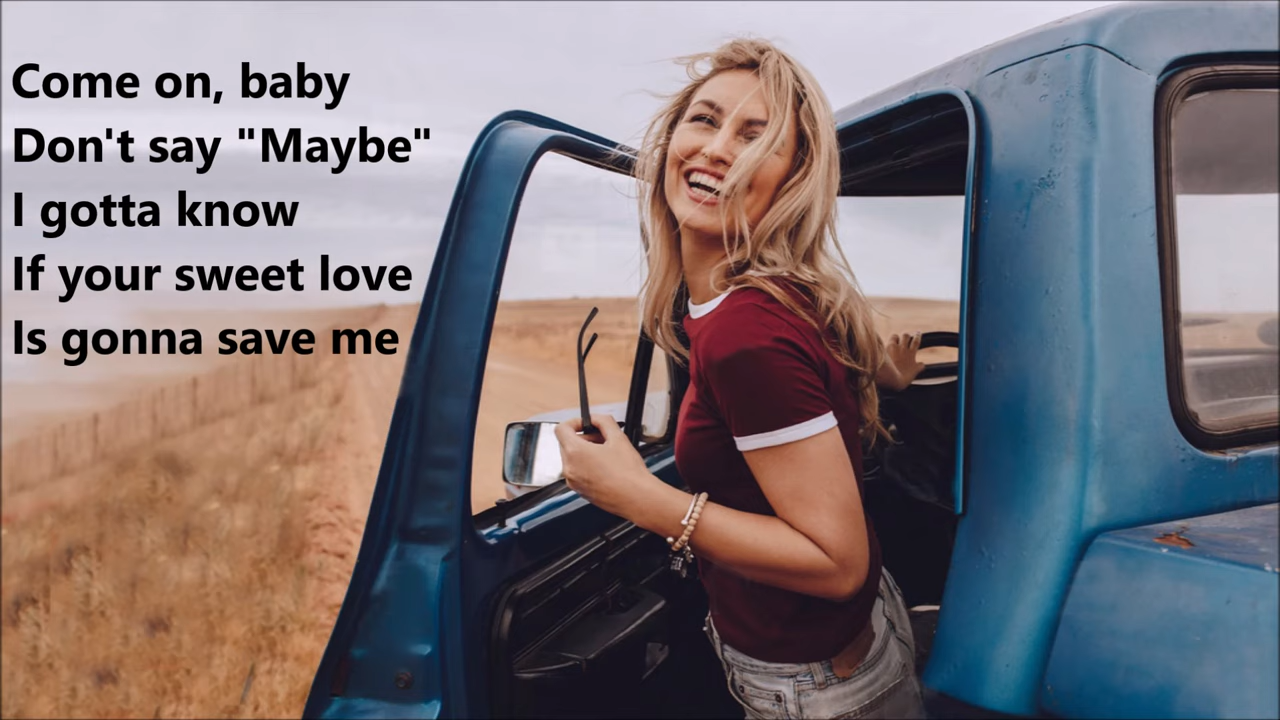 Come on, baby
Don't say "Maybe"
I gotta know
If your sweet love
Is gonna save me